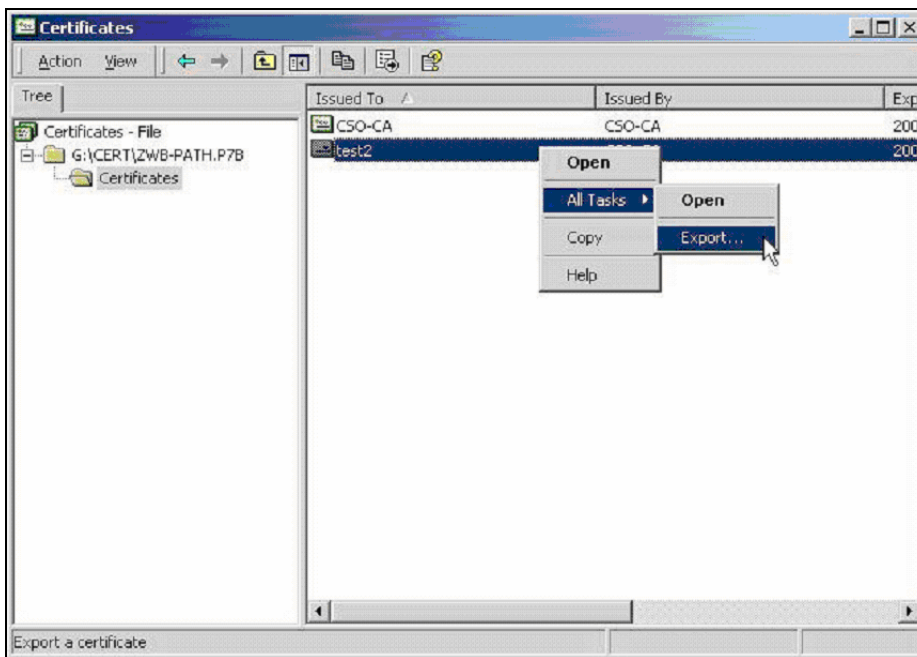 Certificates
Action View
Tree
Issued To Issued By Exp
Certificates - File
G:\CERT\ZWB-PATH.P7B
Certificates
CSO-CA CSO-CA 200
test2 200
Open
All Tasks
Open
Copy
Export...
Help
Export a certificate